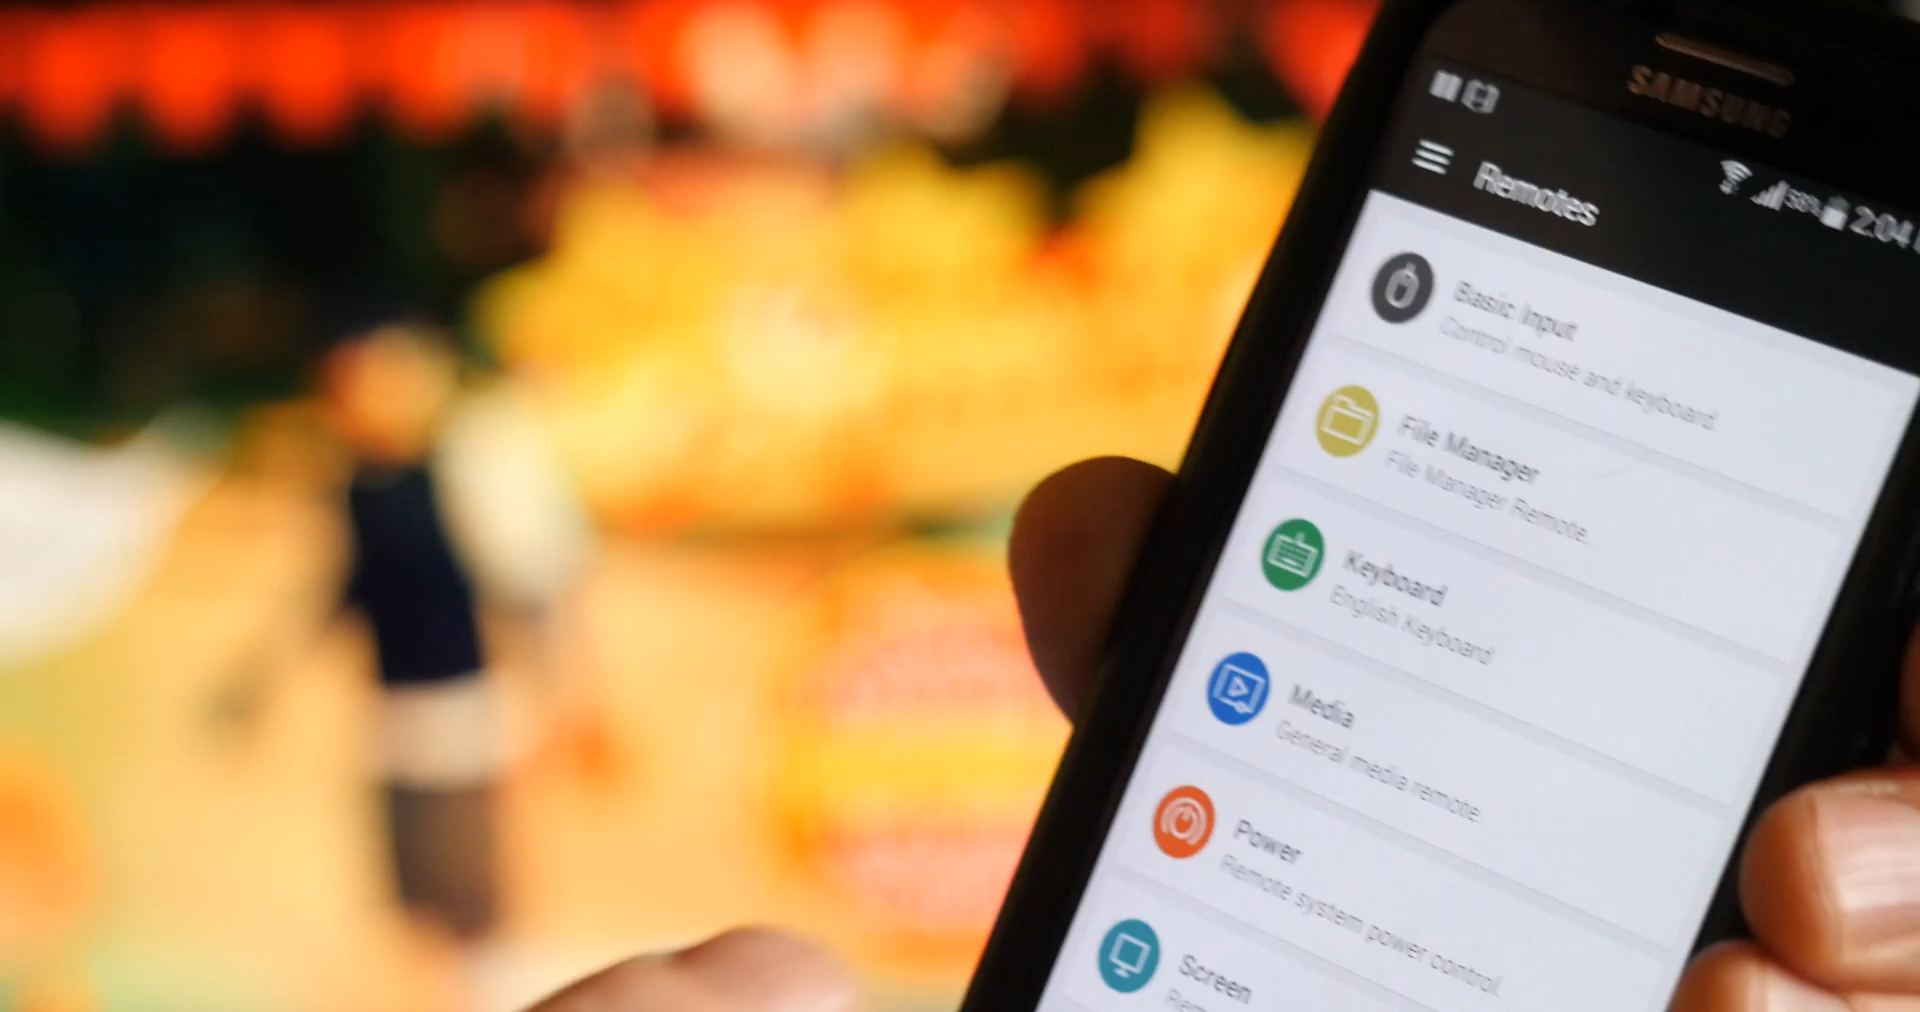 SAMSUNG
58% 2:04
Remotes
Basic Input
Control mouse and keyboard.
File Manager
File Manager Remote.
Keyboard
English Keyboard
Media
General media remote.
Power
Remote system power control.
Screen